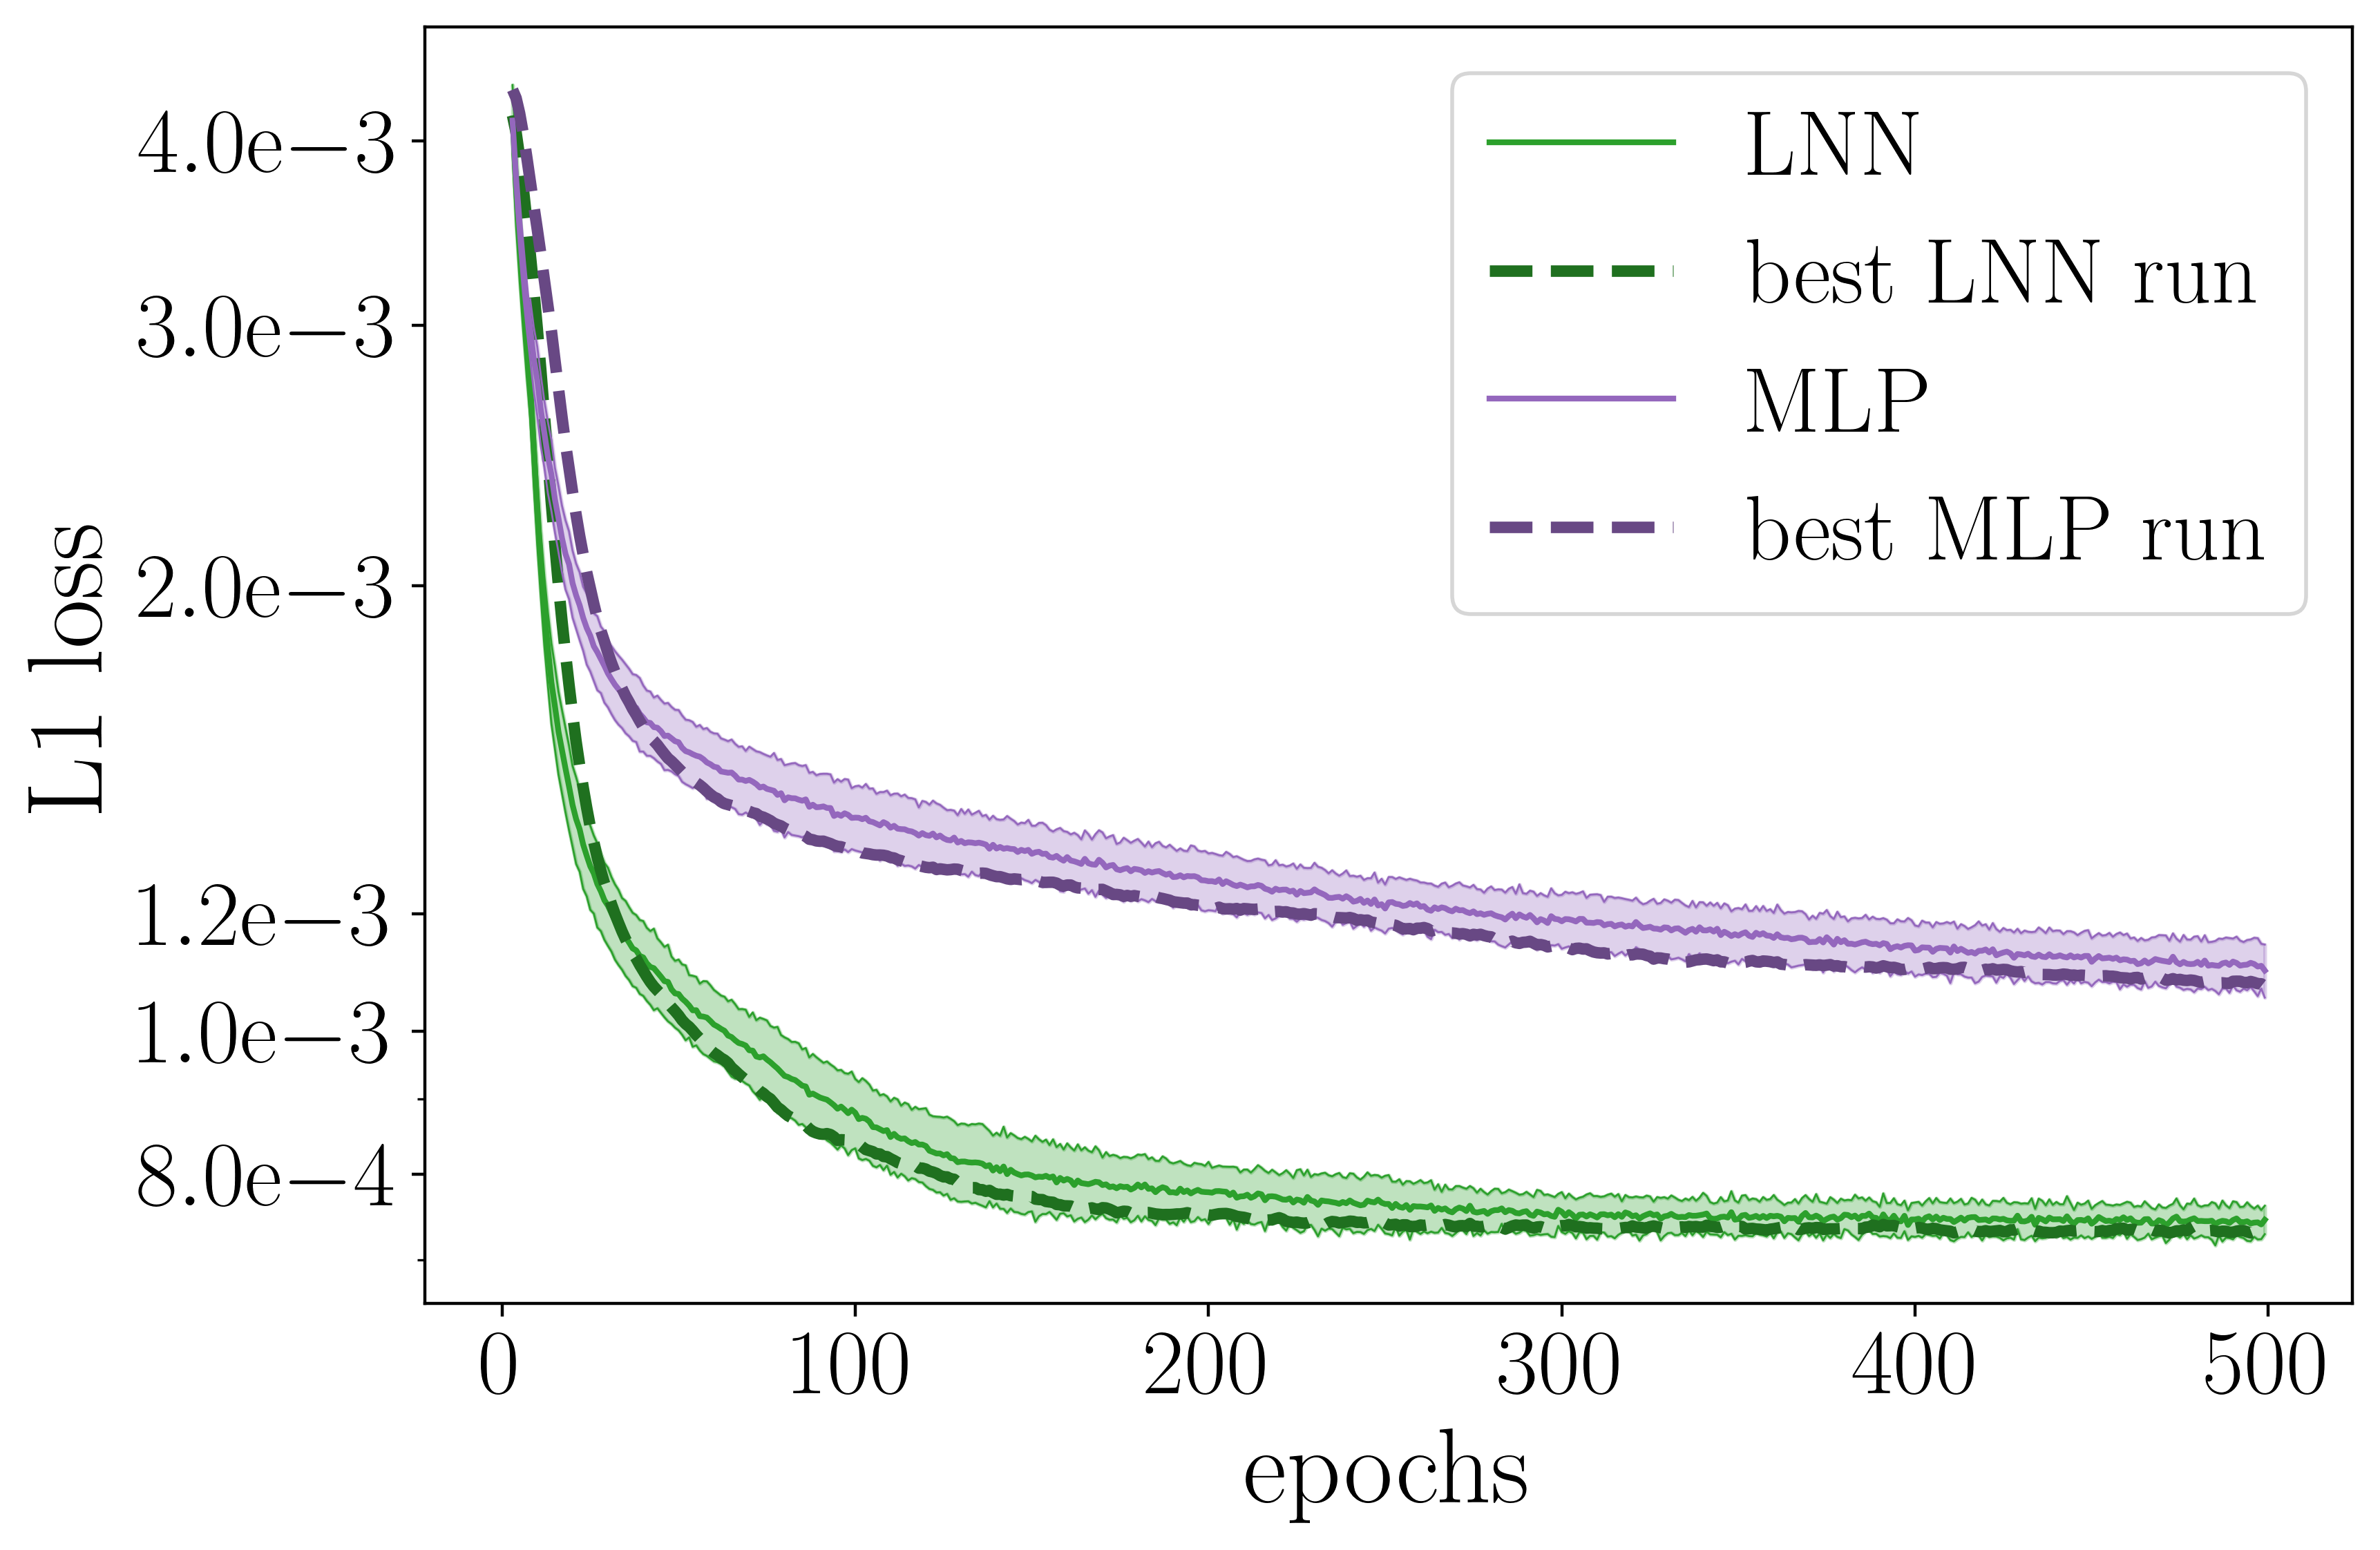 L1 loss
4.0e−3
3.0e−3
2.0e−3
1.2e−3
1.0e−3
8.0e−4
LNN
best LNN run
MLP
best MLP run
0 100 200 300 400 500
epochs